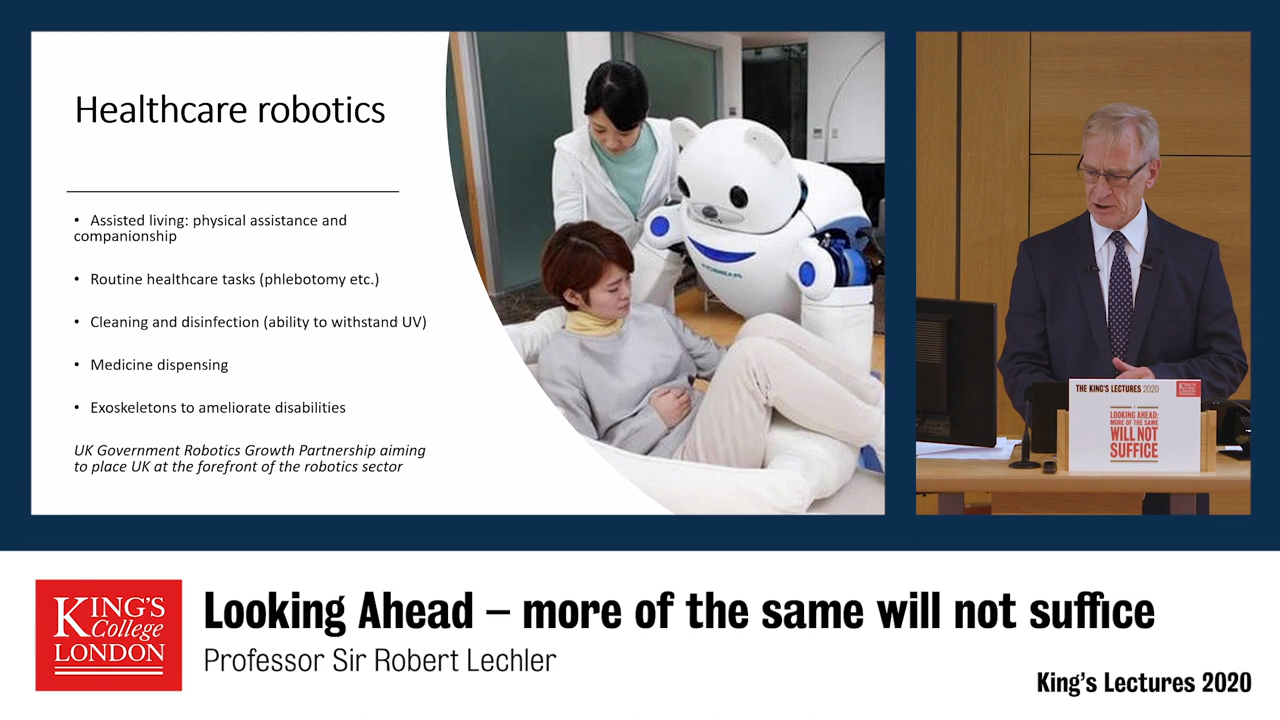 Healthcare robotics
• Assisted living: physical assistance and
companionship
• Routine healthcare tasks (phlebotomy etc.)
• Cleaning and disinfection (ability to withstand UV)
• Medicine dispensing
• Exoskeletons to ameliorate disabilities
UK Government Robotics Growth Partnership aiming
to place UK at the forefront of the robotics sector
THE KING'S LECTURES 2020
LOOKING AHEAD:
MORE OF THE SAME
WILL NOT
SUFFICE
KING'S
College
LONDON
Looking Ahead – more of the same will not suffice
Professor Sir Robert Lechler
King's Lectures 2020